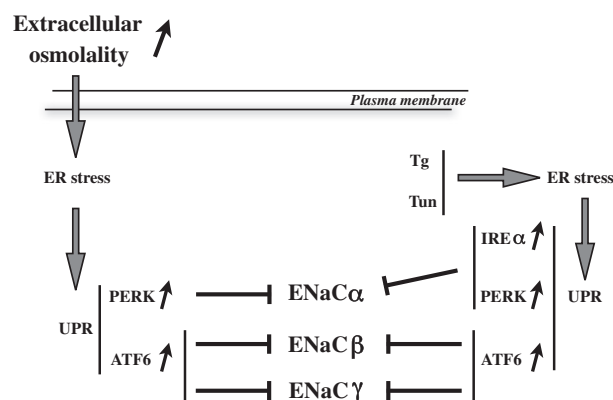 Extracellular
osmolality
Plasma membrane
ER stress
Tg
Tun
ER stress
IREα
PERK
ENaCα
PERK
UPR
UPR
ATF6
ENaCβ
ATF6
ENaCγ